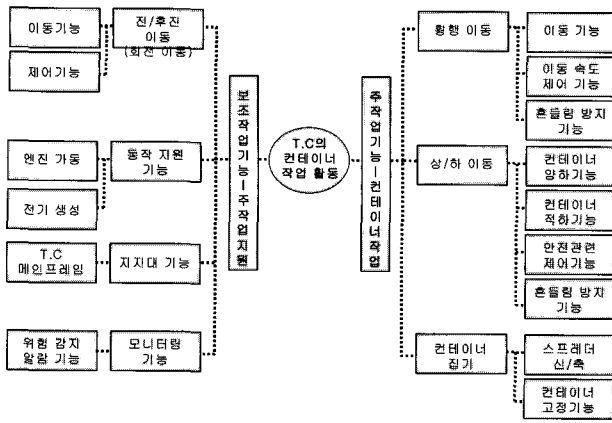 이동기능
제어기능
진/후진
이동
(회전 이동)
엔진 가동
전기 생성
동작 지원
기능
T.C
메인프레임
지지대 기능
위험 감지
알람 기능
모니터링
기능
보조작업기능-주작업지원
T.C의
컨테이너
작업 활동
주작업기능-컨테이너작업
횡행 이동
이동 기능
이동 속도
제어 기능
흔들림 방지
기능
상/하 이동
컨테이너
양하기능
컨테이너
적하기능
안전관련
제어기능
흔들림 방지
기능
컨테이너
집기
스프레더
신/축
컨테이너
고정기능